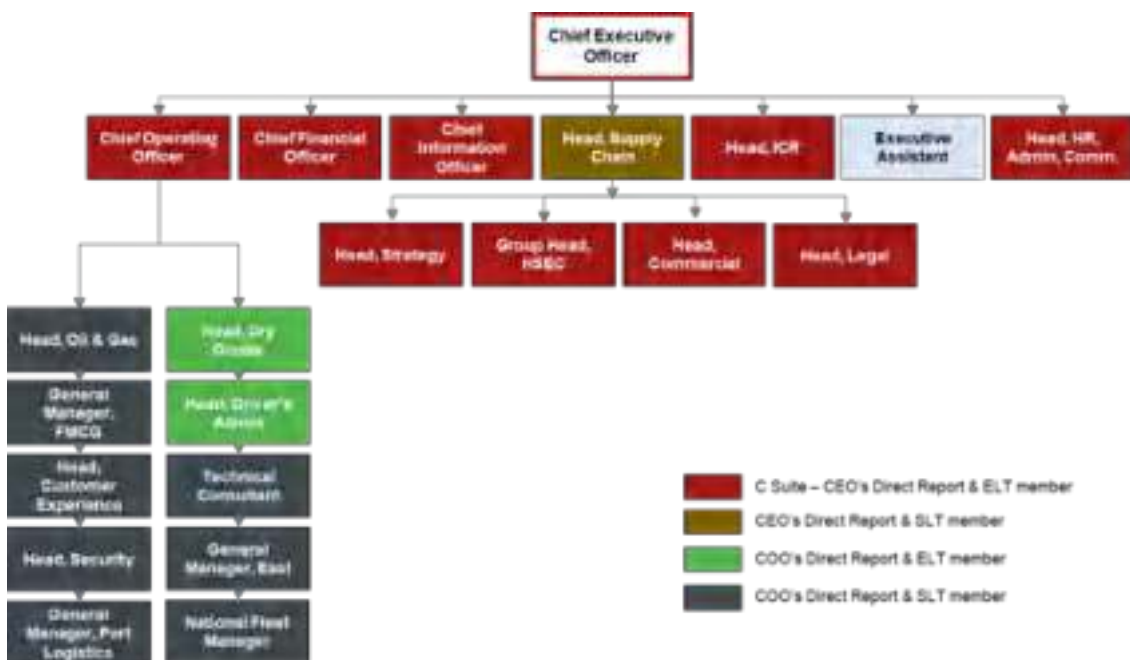 Chief Executive
Officer
Chief Operating
Officer
Chief Financial
Officer
Chief
Information
Officer
Head, Supply
Chain
Head, ICR
Executive
Assistant
Head, HR,
Admin, Comm.
Head, Strategy
Group Head,
HSEC
Head,
Commercial
Head, Legal
Head, Oil & Gas
Head, Dry
General
Manager,
FMCG
Head, Driver's
Admin
Head,
Customer
Experience
Technical
Consultant
Head, Security
General
Manager, East
General
Manager, Port
Logistics
National Fleet
Manager
C Suite – CEO's Direct Report & ELT member
CEO's Direct Report & SLT member
COO's Direct Report & ELT member
COO's Direct Report & SLT member